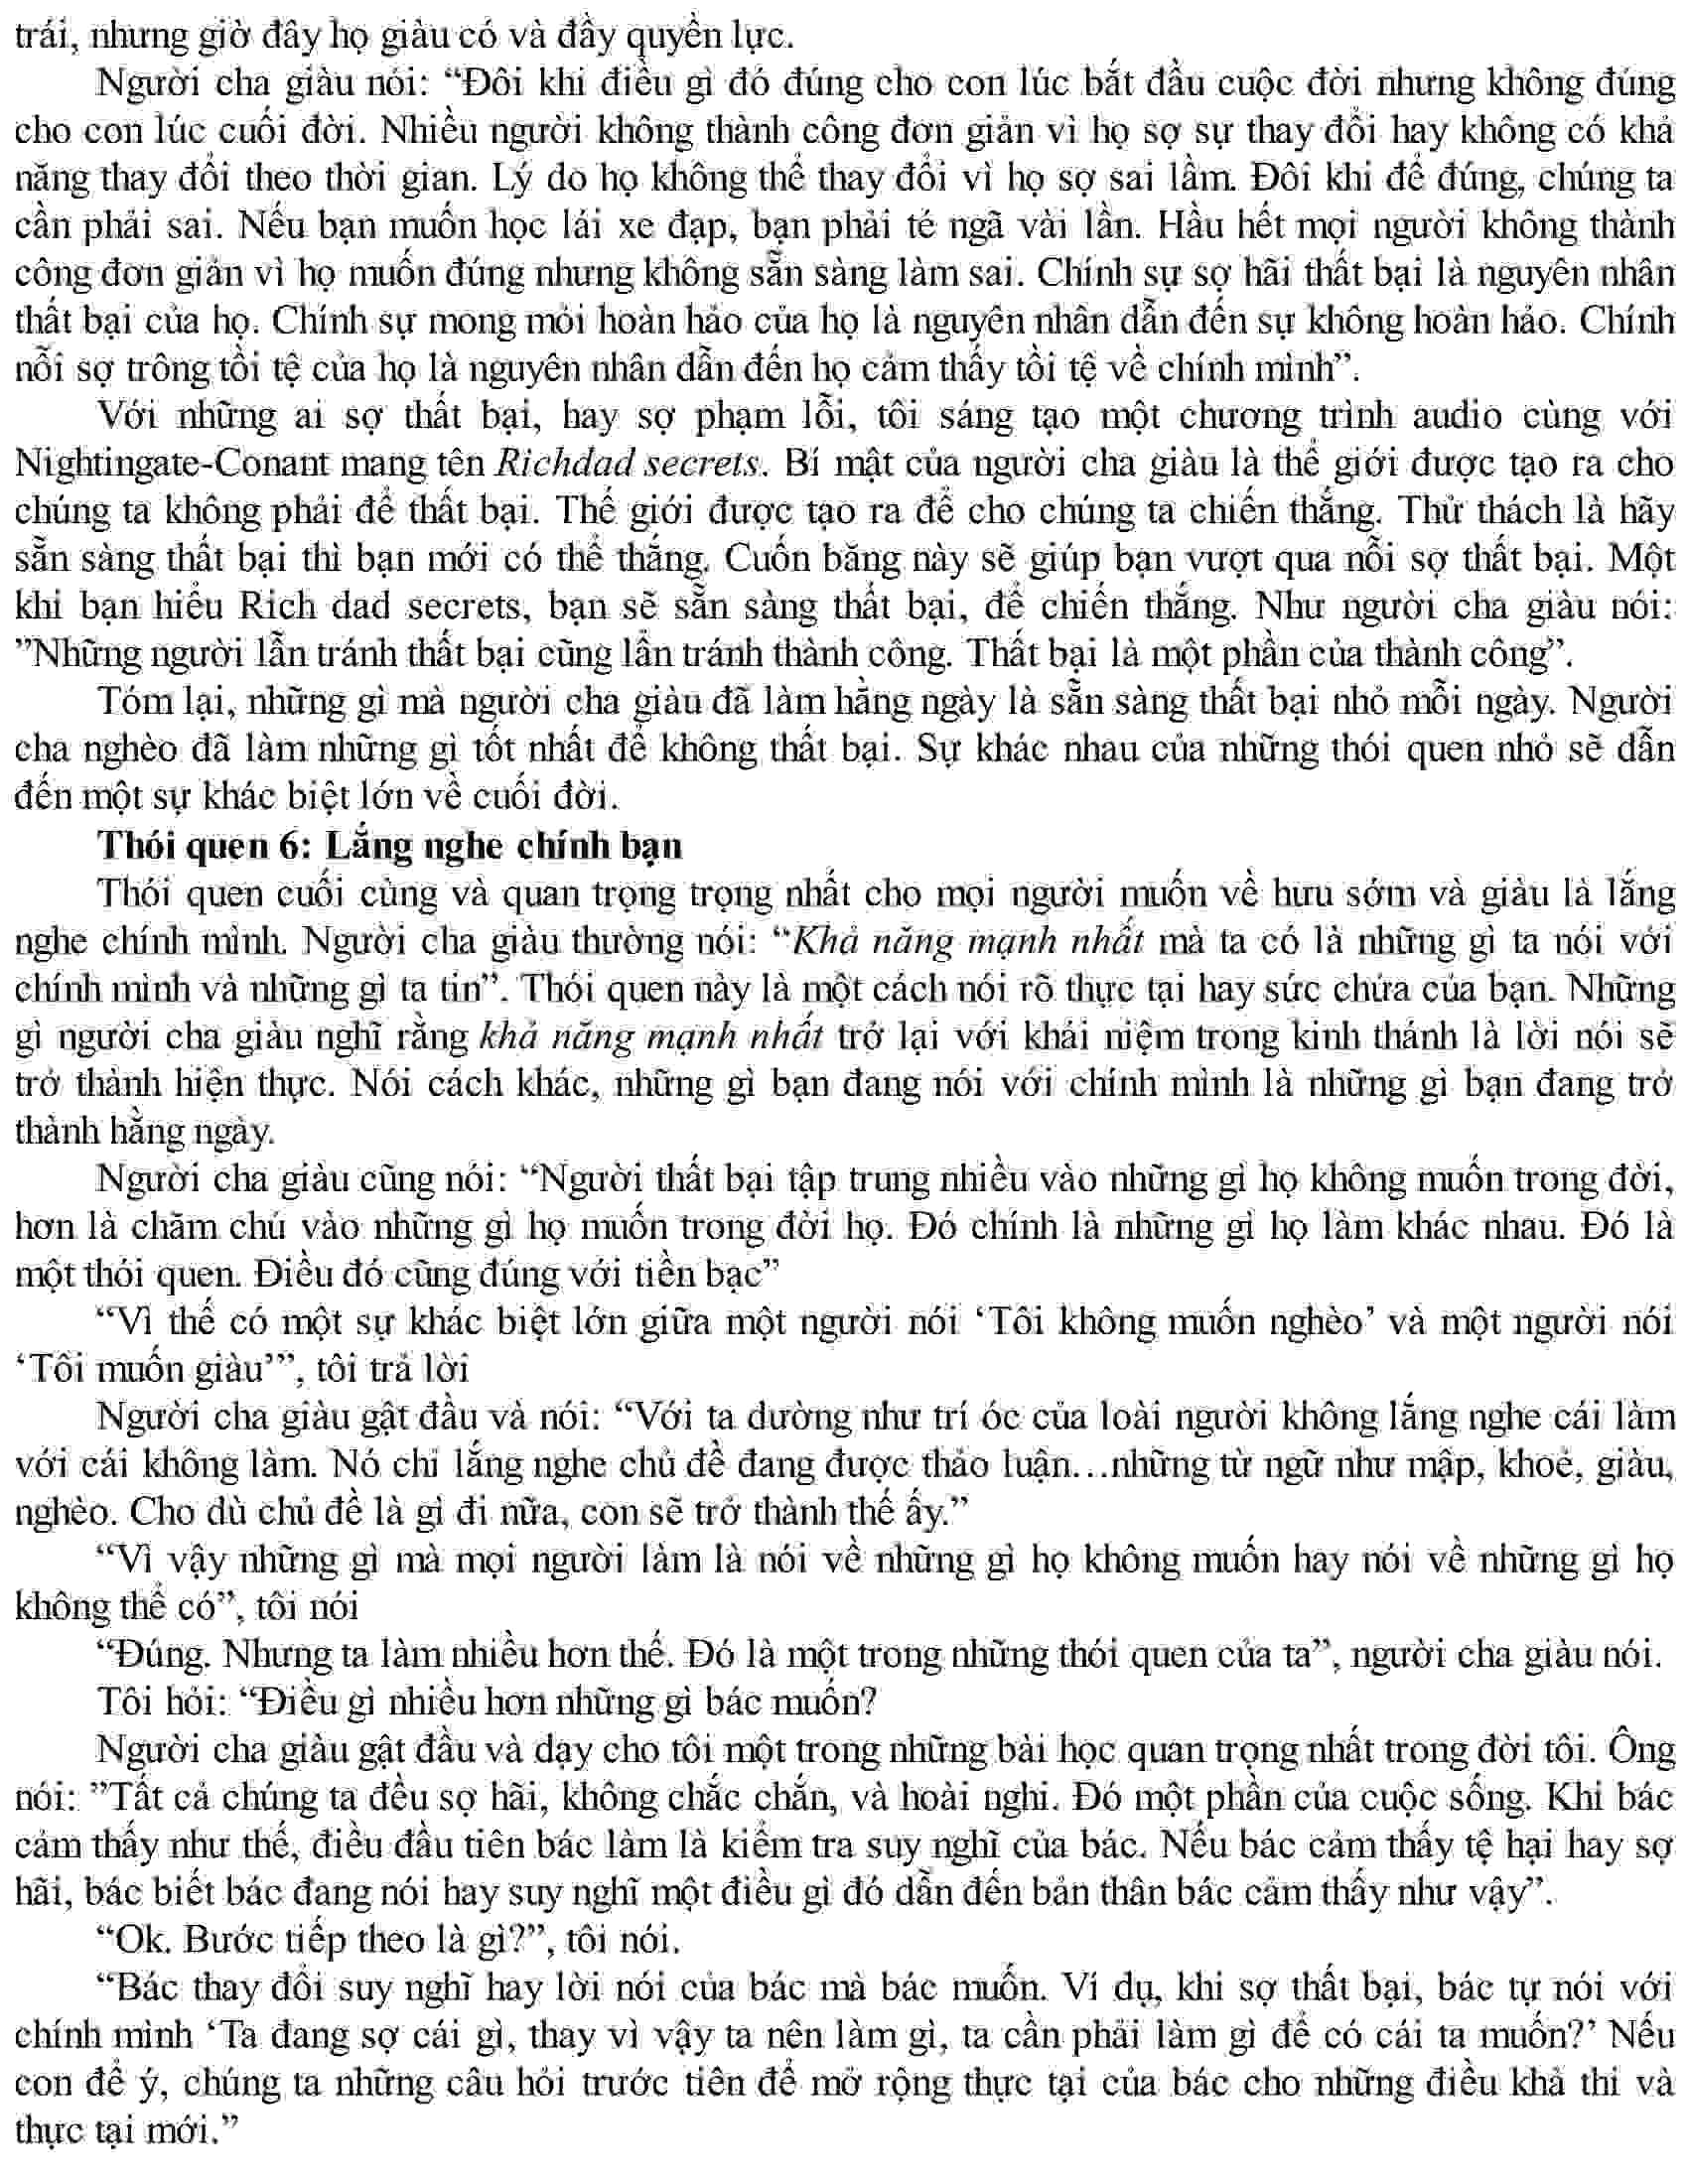 trái, nhưng giờ đây họ giàu có và đầy quyền lực.
Người cha giàu nói: “Đôi khi điều gì đó đúng cho con lúc bắt đầu cuộc đời nhưng không đúng
cho con lúc cuối đời. Nhiều người không thành công đơn giản vì họ sợ sự thay đổi hay không có khả
năng thay đổi theo thời gian. Lý do họ không thể thay đổi vì họ sợ sai lầm. Đôi khi để đúng, chúng ta
cần phải sai. Nếu bạn muốn học lái xe đạp, bạn phải té ngã vài lần. Hầu hết mọi người không thành
công đơn giản vì họ muốn đúng nhưng không sẵn sàng làm sai. Chính sự sợ hãi thất bại là nguyên nhân
thất bại của họ. Chính sự mong mỏi hoàn hảo của họ là nguyên nhân dẫn đến sự không hoàn hảo. Chính
nỗi sợ trông tồi tệ của họ là nguyên nhân dẫn đến họ cảm thấy tồi tệ về chính mình”.
Với những ai sợ thất bại, hay sợ phạm lỗi, tôi sáng tạo một chương trình audio cùng với
Nightingate-Conant mang tên Richdad secrets. Bí mật của người cha giàu là thế giới được tạo ra cho
chúng ta không phải để thất bại. Thế giới được tạo ra để cho chúng ta chiến thắng. Thử thách là hãy
sẵn sàng thất bại thì bạn mới có thể thắng. Cuốn băng này sẽ giúp bạn vượt qua nỗi sợ thất bại. Một
khi bạn hiểu Rich dad secrets, bạn sẽ sẵn sàng thất bại, để chiến thắng. Như người cha giàu nói:
”Những người lẫn tránh thất bại cũng lẫn tránh thành công. Thất bại là một phần của thành công”.
Tóm lại, những gì mà người cha giàu đã làm hằng ngày là sẵn sàng thất bại nhỏ mỗi ngày. Người
cha nghèo đã làm những gì tốt nhất để không thất bại. Sự khác nhau của những thói quen nhỏ sẽ dẫn
đến một sự khác biệt lớn về cuối đời.
Thói quen 6: Lắng nghe chính bạn
Thói quen cuối cùng và quan trọng trọng nhất cho mọi người muốn về hưu sớm và giàu là lắng
nghe chính mình. Người cha giàu thường nói: “Khả năng mạnh nhất mà ta có là những gì ta nói với
chính mình và những gì ta tin”. Thói quen này là một cách nói rõ thực tại hay sức chứa của bạn. Những
gì người cha giàu nghĩ rằng khả năng mạnh nhất trở lại với khái niệm trong kinh thánh là lời nói sẽ
trở thành hiện thực. Nói cách khác, những gì bạn đang nói với chính mình là những gì bạn đang trở
thành hằng ngày.
Người cha giàu cũng nói: “Người thất bại tập trung nhiều vào những gì họ không muốn trong đời,
hơn là chăm chú vào những gì họ muốn trong đời họ. Đó chính là những gì họ làm khác nhau. Đó là
một thói quen. Điều đó cũng đúng với tiền bạc”
“Vì thế có một sự khác biệt lớn giữa một người nói ‘Tôi không muốn nghèo’ và một người nói
‘Tôi muốn giàu’”, tôi trả lời
Người cha giàu gật đầu và nói: “Với ta dường như trí óc của loài người không lắng nghe cái làm
với cái không làm. Nó chỉ lắng nghe chủ đề đang được thảo luận…những từ ngữ như mập, khoẻ, giàu,
nghèo. Cho dù chủ đề là gì đi nữa, con sẽ trở thành thế ấy.”
“Vì vậy những gì mà mọi người làm là nói về những gì họ không muốn hay nói về những gì họ
không thể có”, tôi nói
“Đúng. Nhưng ta làm nhiều hơn thế. Đó là một trong những thói quen của ta”, người cha giàu nói.
Tôi hỏi: “Điều gì nhiều hơn những gì bác muốn?
Người cha giàu gật đầu và dạy cho tôi một trong những bài học quan trọng nhất trong đời tôi. Ông
nói: ”Tất cả chúng ta đều sợ hãi, không chắc chắn, và hoài nghi. Đó một phần của cuộc sống. Khi bác
cảm thấy như thế, điều đầu tiên bác làm là kiểm tra suy nghĩ của bác. Nếu bác cảm thấy tệ hại hay sợ
hãi, bác biết bác đang nói hay suy nghĩ một điều gì đó dẫn đến bản thân bác cảm thấy như vậy”.
“Ok. Bước tiếp theo là gì?”, tôi nói.
“Bác thay đổi suy nghĩ hay lời nói của bác mà bác muốn. Ví dụ, khi sợ thất bại, bác tự nói với
chính mình ‘Ta đang sợ cái gì, thay vì vậy ta nên làm gì, ta cần phải làm gì để có cái ta muốn?’ Nếu
con để ý, chúng ta những câu hỏi trước tiên để mở rộng thực tại của bác cho những điều khả thi và
thực tại mới.”